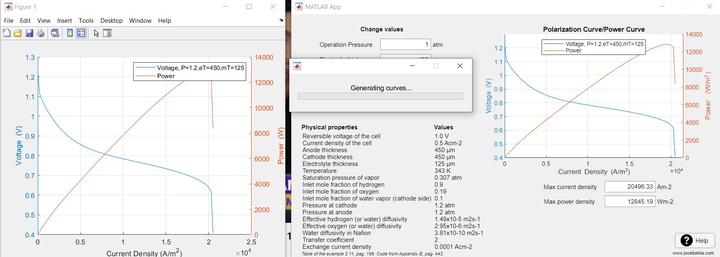 Figure 1
File Edit View Insert Tools Desktop Window Help
Voltage, P=1.2,eT=450,mT=125
Power
1.3
1.2
1.1
1
0.9
0.8
0.7
0.6
0.5
0.4
Voltage (V)
14000
12000
10000
8000
6000
4000
2000
0
Power (W)
0 0.5 1 1.5 2 2.5
×10⁴
Current Density (A/m²)
MATLAB App
Change values
Operation Pressure 1 atm
Generating curves...
Physical properties Values
Reversible voltage of the cell 1.0 V
Current density of the cell 0.5 Acm-2
Anode thickness 450 μm
Cathode thickness 450 μm
Electrolyte thickness 125 μm
Temperature 343 K
Saturation pressure of vapor 0.307 atm
Inlet mole fraction of hydrogen 0.9
Inlet mole fraction of oxygen 0.19
Inlet mole fraction of water vapor (cathode side) 0.1
Pressure at cathode 1.2 atm
Pressure at anode 1.2 atm
Effective hydrogen (or water) diffusivity 1.49x10-5 m2s-1
Effective oxygen (or water) diffusivity 2.95x10-6 m2s-1
Water diffusivity in Nafion 3.81x10-10 m2s-1
Transfer coefficient 2
Exchange current density 0.0001 Acm-2
Table of the example 2.11, pag. 199. Code from Appendix B, pag. 443.
Polarization Curve/Power Curve
Voltage, P=1.2,eT=450,mT=125
Power
1.2
1
0.8
0.6
0.4
Voltage (V)
14000
12000
10000
8000
6000
4000
2000
0
Power (W/m²)
0 0.5 1 1.5 2
×10⁴
Current Density (A/m²)
Max current density 20496.33 Am-2
Max power density 12845.19 Wm-2
Help